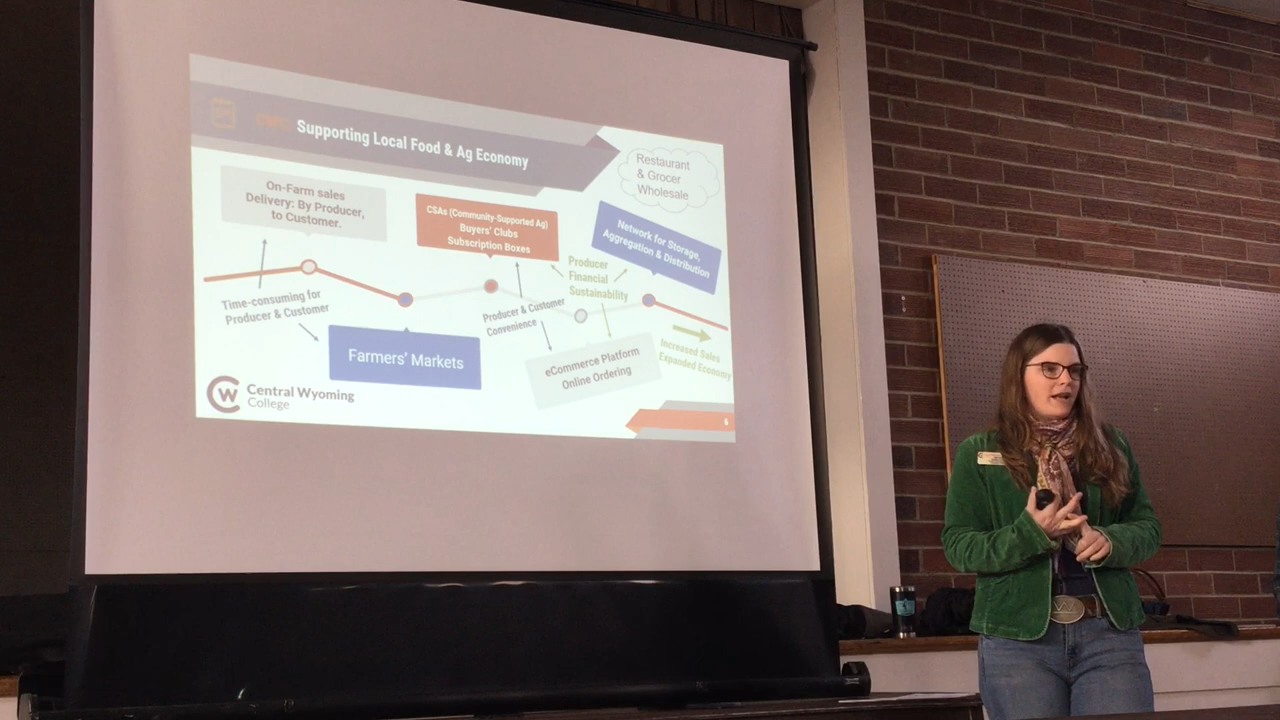 Supporting Local Food & Ag Economy
Restaurant
& Grocer
Wholesale
On-Farm sales
Delivery: By Producer,
to Customer.
CSAs (Community-Supported Ag)
Buyers' Clubs
Subscription Boxes
Network for Storage,
Aggregation & Distribution
Producer
Financial
Sustainability
Time-consuming for
Producer & Customer
Producer & Customer
Convenience
Farmers' Markets
eCommerce Platform
Online Ordering
Increased Sales
Expanded Economy
CW
Central Wyoming
College
6